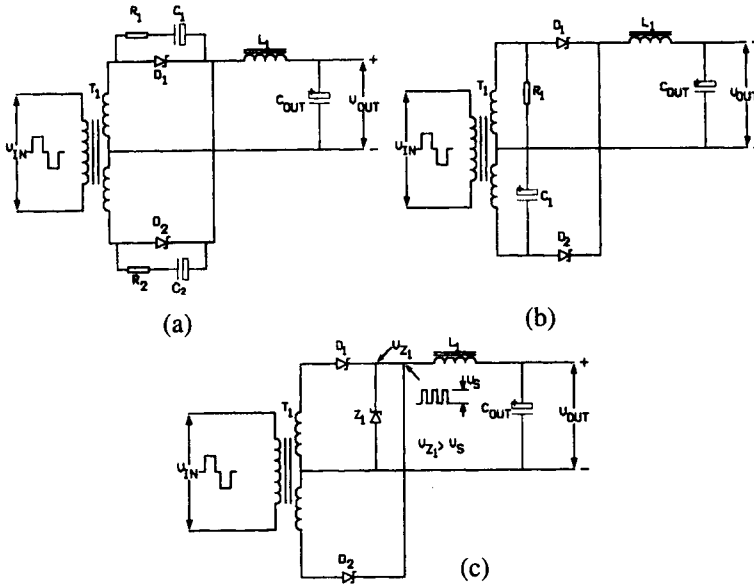 R1 C1
D1
L1
+
T1
COUT
UOUT
UIN
-
D2
R2 C2
(a)
D1
L1
+
T1
R1
COUT
UOUT
UIN
-
C1
D2
(b)
D1
UZ1
L1
+
T1
US
Z1
COUT
UOUT
UIN
UZ1 > US
-
D2
(c)